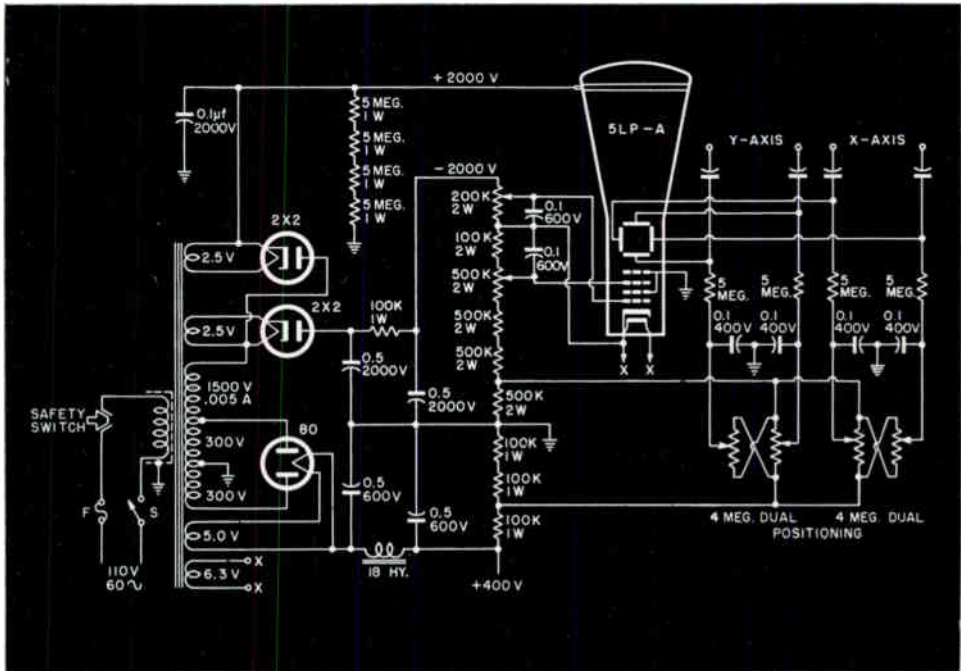 + 2000 V
0.1µf
2000V
5 MEG.
1 W
5 MEG.
1 W
5 MEG.
1 W
5 MEG.
1 W
5LP-A
Y-AXIS
X-AXIS
− 2000 V
200K
2W
0.1
600V
100K
2W
0.1
600V
500K
2W
500K
2W
500K
2W
500K
2W
2X2
2.5V
2X2
2.5V
100K
1W
5
MEG.
5
MEG.
5
MEG.
5
MEG.
0.1
400V
0.1
400V
0.1
400V
0.1
400V
X
X
0.5
2000V
0.5
2000V
1500 V
.005 A
SAFETY
SWITCH
300V
80
300V
0.5
600V
0.5
600V
100K
1W
100K
1W
100K
1W
F
S
5.0V
6.3V
X
X
110V
60~
18 HY.
+400V
4 MEG. DUAL
4 MEG. DUAL
POSITIONING